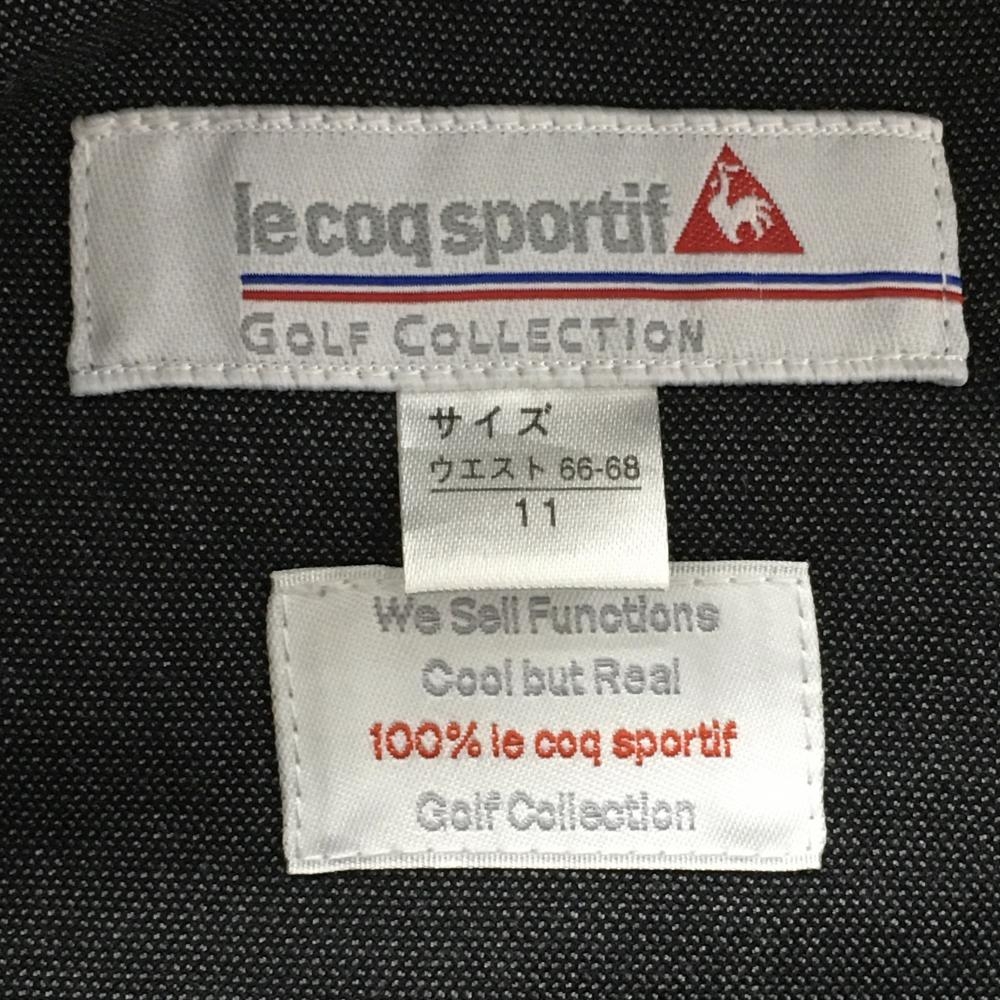 le coq sportif
GOLF COLLECTION
サイズ
ウエスト 66-68
11
We Sell Functions
Cool but Real
100% le coq sportif
Golf Collection